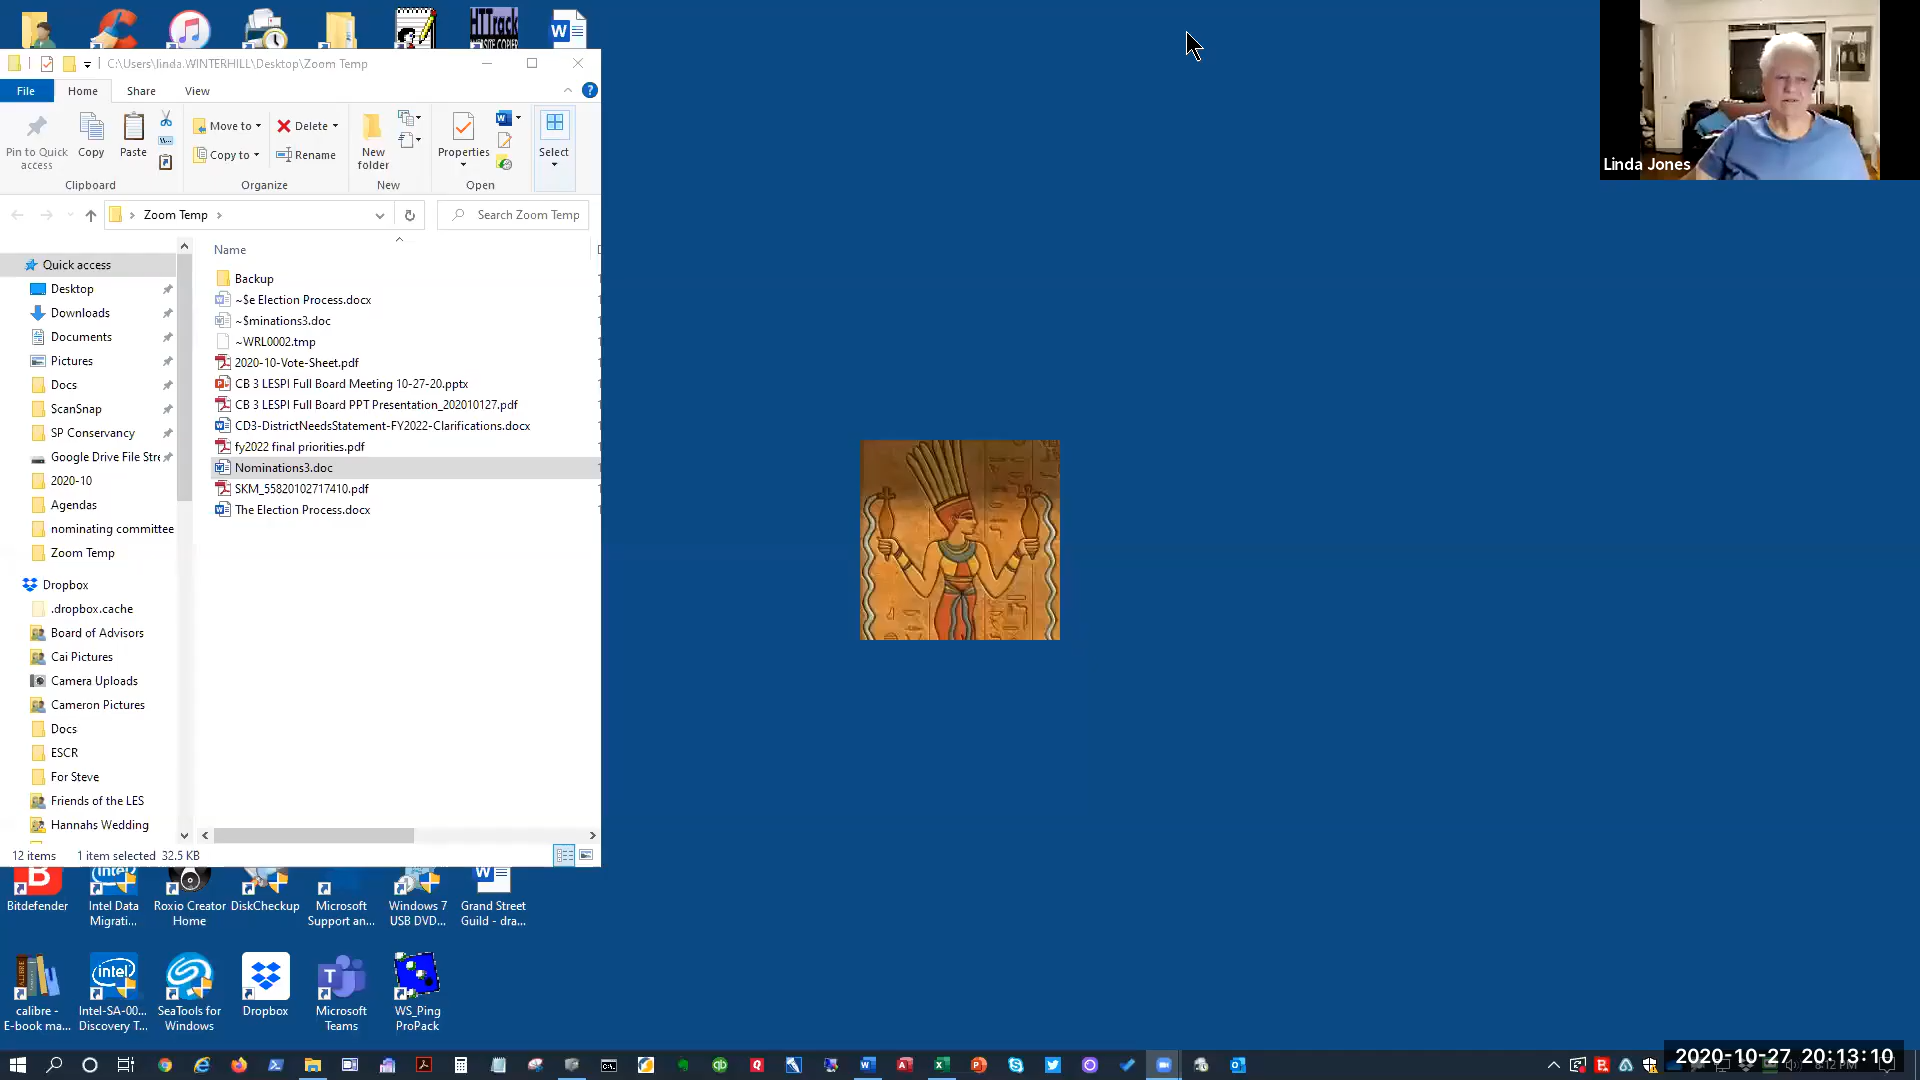 HTTrack
WEBSITE COPIER
C:\Users\linda.WINTERHILL\Desktop\Zoom Temp
File Home Share View
Pin to Quick access
Copy
Paste
Clipboard
Move to
Copy to
Delete
Rename
Organize
New folder
New
Properties
Open
Select
Zoom Temp
Search Zoom Temp
Name
Quick access
Desktop
Downloads
Documents
Pictures
Docs
ScanSnap
SP Conservancy
Google Drive File Stre
2020-10
Agendas
nominating committee
Zoom Temp
Dropbox
.dropbox.cache
Board of Advisors
Cai Pictures
Camera Uploads
Cameron Pictures
Docs
ESCR
For Steve
Friends of the LES
Hannahs Wedding
Backup
~$e Election Process.docx
~$minations3.doc
~WRL0002.tmp
2020-10-Vote-Sheet.pdf
CB 3 LESPI Full Board Meeting 10-27-20.pptx
CB 3 LESPI Full Board PPT Presentation_202010127.pdf
CD3-DistrictNeedsStatement-FY2022-Clarifications.docx
fy2022 final priorities.pdf
Nominations3.doc
SKM_55820102717410.pdf
The Election Process.docx
12 items 1 item selected 32.5 KB
Bitdefender
Intel Data Migrati...
Roxio Creator Home
DiskCheckup
Microsoft Support an...
Windows 7 USB DVD...
Grand Street Guild - dra...
calibre - E-book ma...
Intel-SA-00... Discovery T...
SeaTools for Windows
Dropbox
Microsoft Teams
WS_Ping ProPack
Linda Jones
2020-10-27 20:13:10
8:12 PM